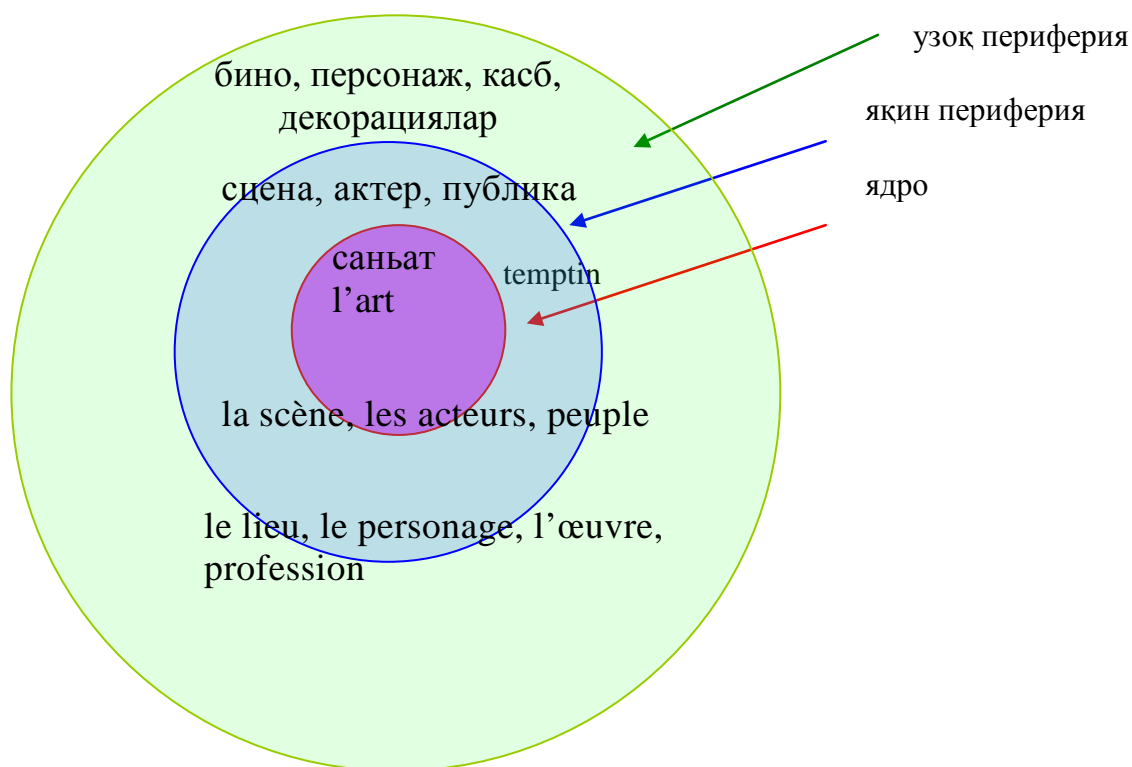 узоқ периферия
бино, персонаж, касб,
декорациялар
яқин периферия
сцена, актер, публика
ядро
саньат
l’art
temptin
la scène, les acteurs, peuple
le lieu, le personage, l’œuvre,
profession